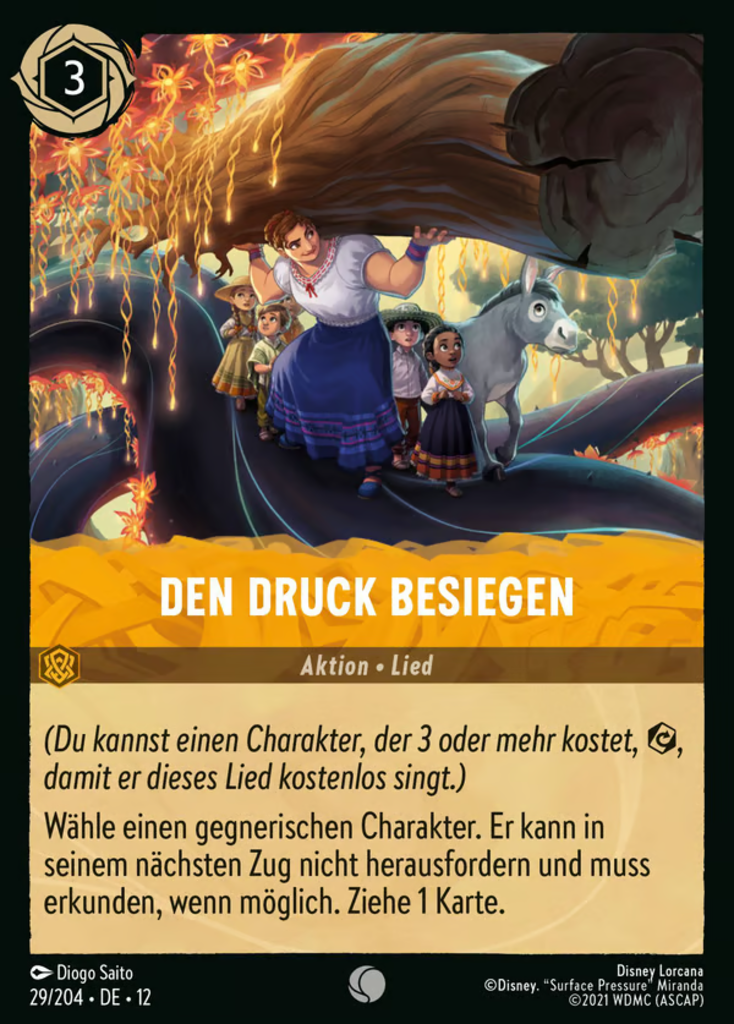 3
DEN DRUCK BESIEGEN
Aktion • Lied
(Du kannst einen Charakter, der 3 oder mehr kostet, ,
damit er dieses Lied kostenlos singt.)
Wähle einen gegnerischen Charakter. Er kann in
seinem nächsten Zug nicht herausfordern und muss
erkunden, wenn möglich. Ziehe 1 Karte.
Diogo Saito
29/204 • DE • 12
Disney Lorcana
©Disney. “Surface Pressure” Miranda
©2021 WDMC (ASCAP)